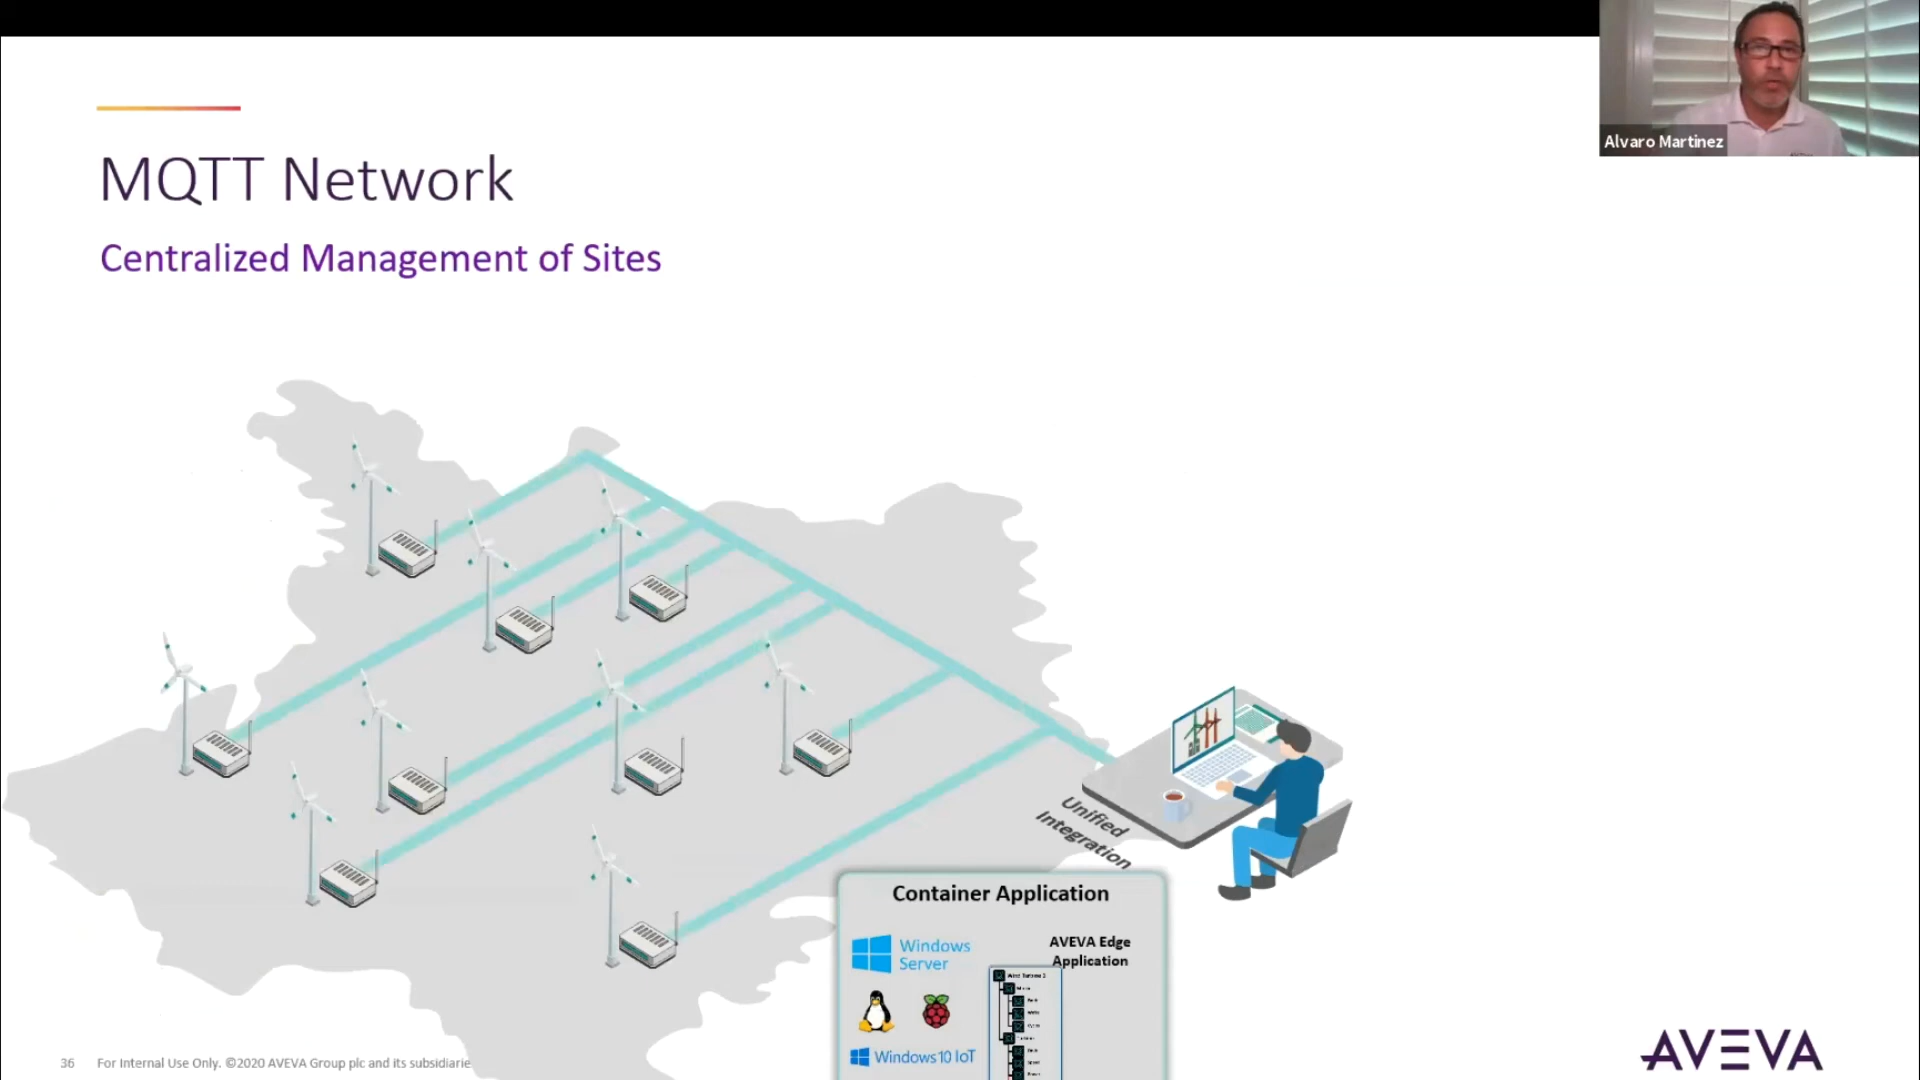 Alvaro Martinez
MQTT Network
Centralized Management of Sites
Unified
Integration
Container Application
Windows
Server
AVEVA Edge
Application
Windows 10 IoT
36
For Internal Use Only. ©2020 AVEVA Group plc and its subsidiarie
AVEVA